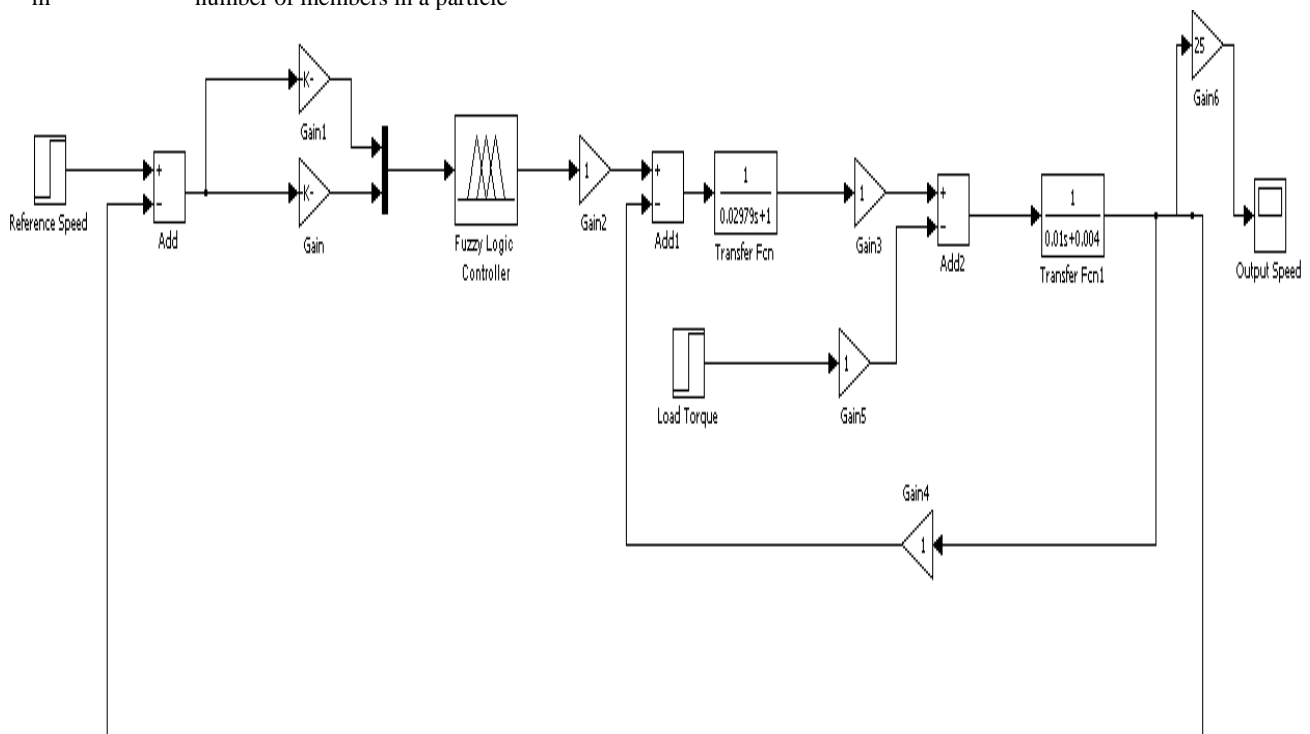 m number of members in a particle
25
Gain6
-K-
Gain1
Reference Speed
+
−
Add
-K-
Gain
Fuzzy Logic
Controller
1
Gain2
+
−
Add1
1
0.02979s+1
Transfer Fcn
1
Gain3
+
−
Add2
1
0.01s+0.004
Transfer Fcn1
Output Speed
Load Torque
1
Gain5
Gain4
1